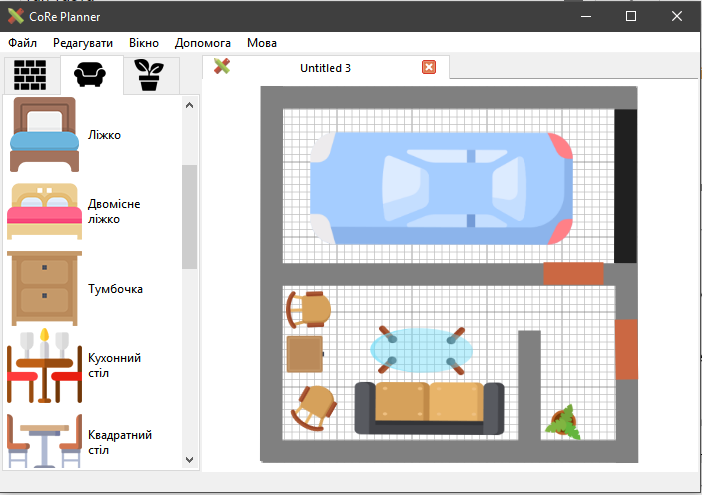 CoRe Planner
Файл Редагувати Вікно Допомога Мова
Untitled 3
Ліжко
Двомісне
ліжко
Тумбочка
Кухонний
стіл
Квадратний
стіл